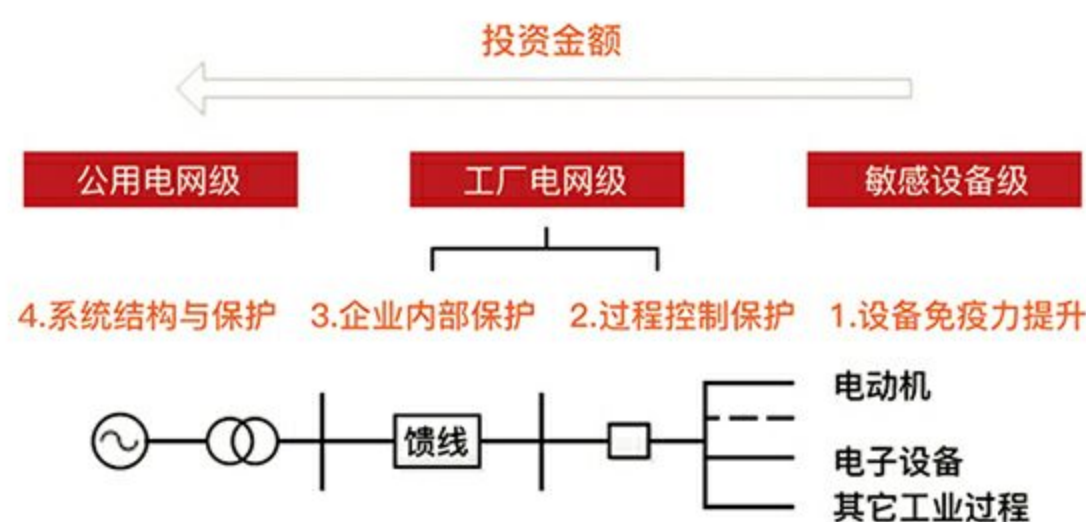 投资金额
公用电网级
工厂电网级
敏感设备级
4.系统结构与保护
3.企业内部保护
2.过程控制保护
1.设备免疫力提升
馈线
电动机
电子设备
其它工业过程